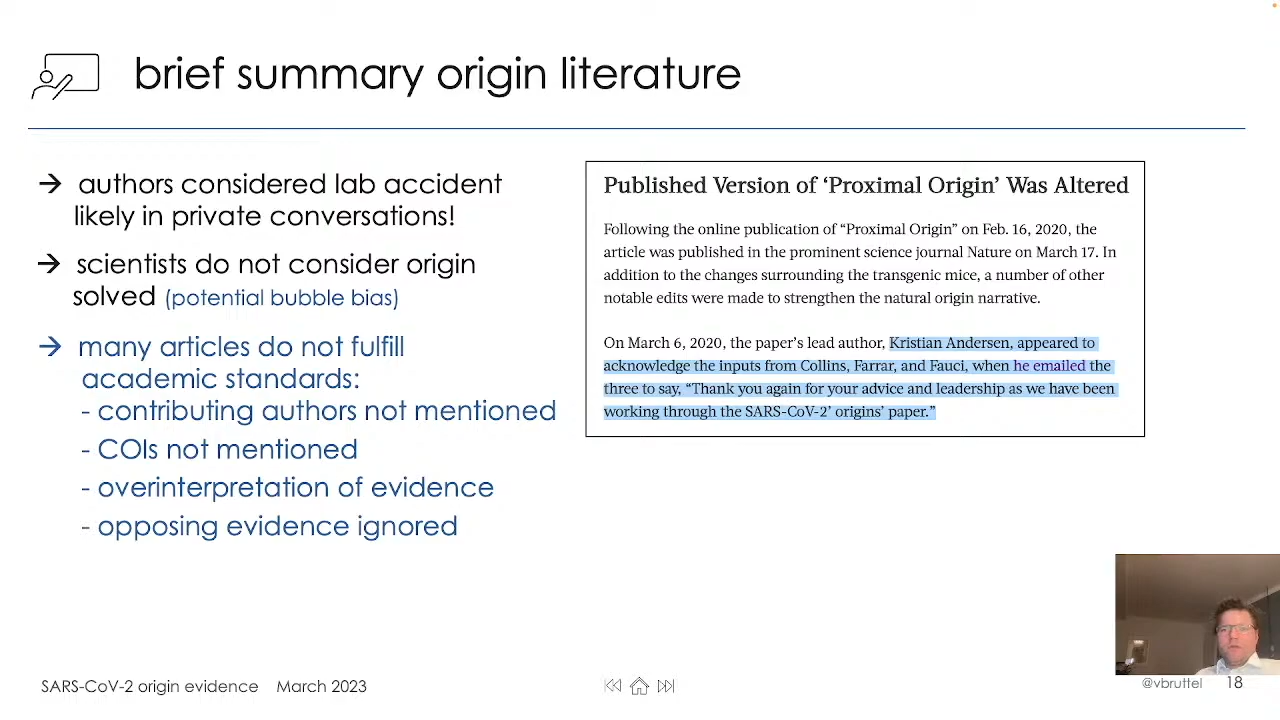 brief summary origin literature
→ authors considered lab accident
likely in private conversations!
→ scientists do not consider origin
solved (potential bubble bias)
→ many articles do not fulfill
academic standards:
- contributing authors not mentioned
- COIs not mentioned
- overinterpretation of evidence
- opposing evidence ignored
Published Version of ‘Proximal Origin’ Was Altered
Following the online publication of “Proximal Origin” on Feb. 16, 2020, the
article was published in the prominent science journal Nature on March 17. In
addition to the changes surrounding the transgenic mice, a number of other
notable edits were made to strengthen the natural origin narrative.
On March 6, 2020, the paper’s lead author, Kristian Andersen, appeared to
acknowledge the inputs from Collins, Farrar, and Fauci, when he emailed the
three to say, “Thank you again for your advice and leadership as we have been
working through the SARS-CoV-2’ origins’ paper.”
SARS-CoV-2 origin evidence March 2023
@vbruttel 18